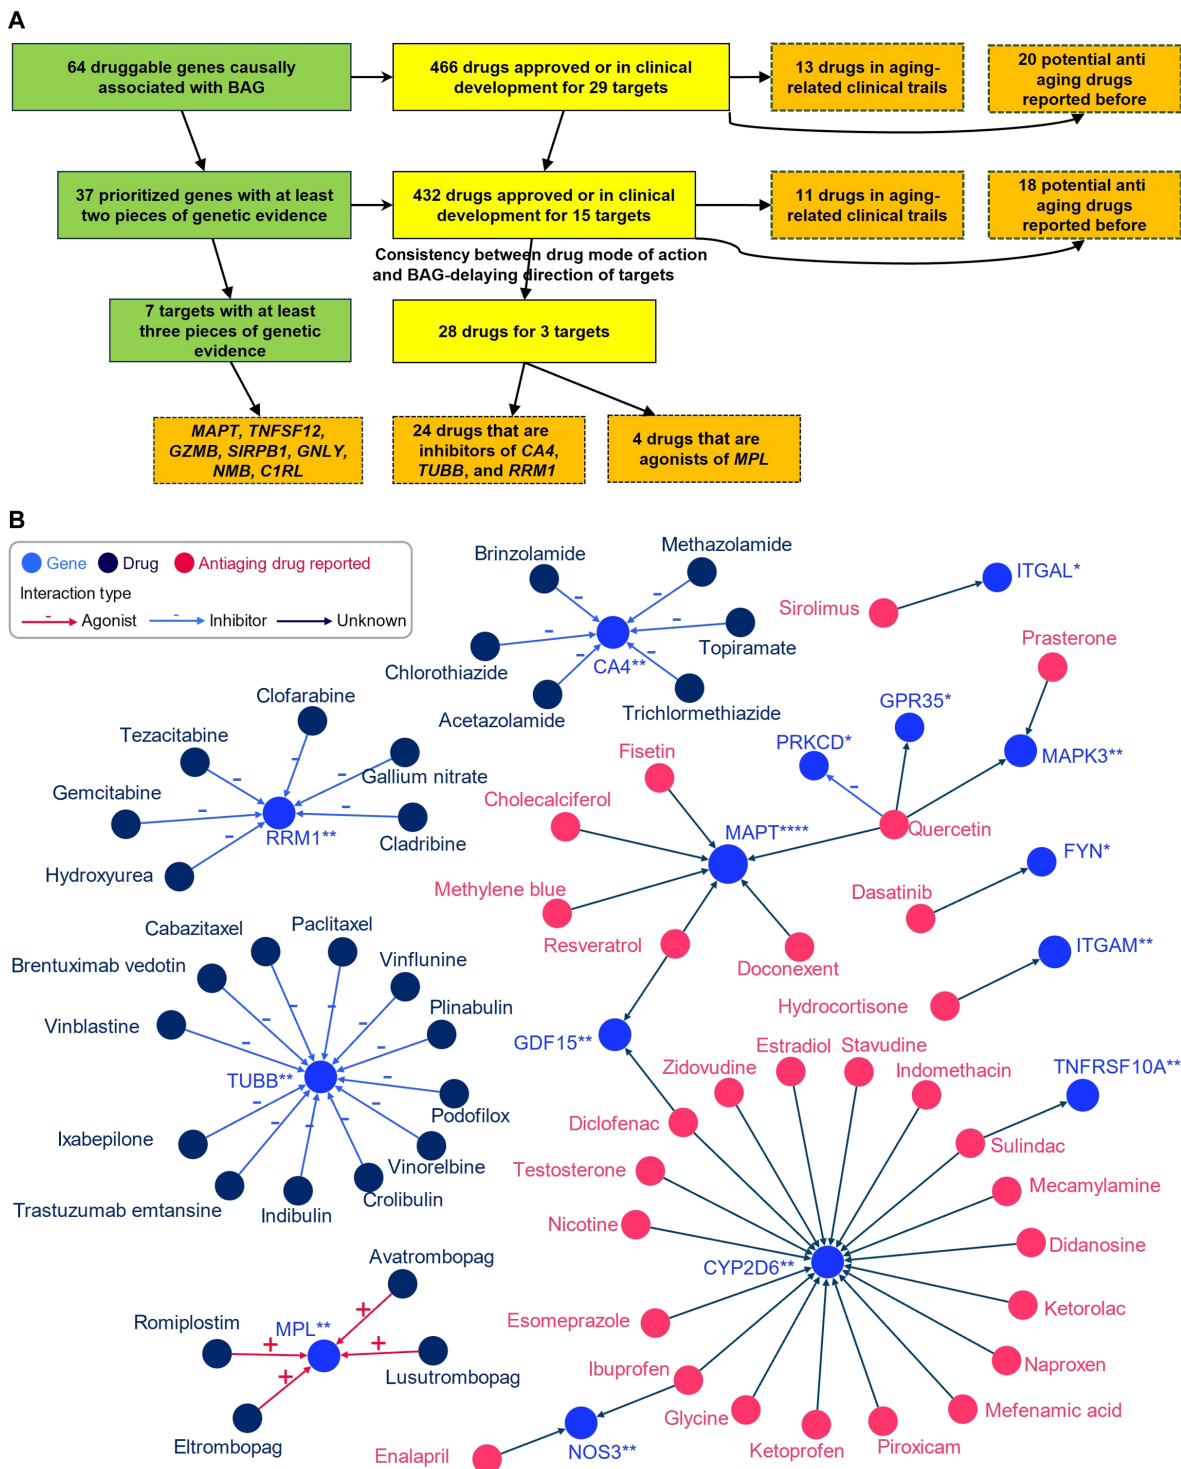 A
64 druggable genes causally
associated with BAG
466 drugs approved or in clinical
development for 29 targets
13 drugs in aging-
related clinical trails
20 potential anti
aging drugs
reported before
37 prioritized genes with at least
two pieces of genetic evidence
432 drugs approved or in clinical
development for 15 targets
11 drugs in aging-
related clinical trails
18 potential anti
aging drugs
reported before
Consistency between drug mode of action
and BAG-delaying direction of targets
7 targets with at least
three pieces of genetic
evidence
28 drugs for 3 targets
MAPT, TNFSF12,
GZMB, SIRPB1, GNLY,
NMB, C1RL
24 drugs that are
inhibitors of CA4,
TUBB, and RRM1
4 drugs that are
agonists of MPL
B
Gene Drug Antiaging drug reported
Interaction type
- Agonist - Inhibitor Unknown
Brinzolamide
Methazolamide
Chlorothiazide
Topiramate
CA4**
Acetazolamide
Trichlormethiazide
Sirolimus
ITGAL*
Prasterone
GPR35*
PRKCD*
MAPK3**
Quercetin
Clofarabine
Tezacitabine
Gallium nitrate
Gemcitabine
RRM1**
Cladribine
Hydroxyurea
Fisetin
Cholecalciferol
MAPT****
Methylene blue
Resveratrol
Doconexent
GDF15**
FYN*
Dasatinib
ITGAM**
Hydrocortisone
Cabazitaxel
Paclitaxel
Brentuximab vedotin
Vinflunine
Vinblastine
Plinabulin
TUBB**
Podofilox
Ixabepilone
Vinorelbine
Trastuzumab emtansine
Indibulin
Crolibulin
Zidovudine
Estradiol
Stavudine
Indomethacin
TNFRSF10A**
Diclofenac
Sulindac
Testosterone
Mecamylamine
Nicotine
Didanosine
CYP2D6**
Esomeprazole
Ketorolac
Ibuprofen
Naproxen
Glycine
Mefenamic acid
Ketoprofen
Piroxicam
NOS3**
Enalapril
Avatrombopag
Romiplostim
MPL**
Lusutrombopag
Eltrombopag